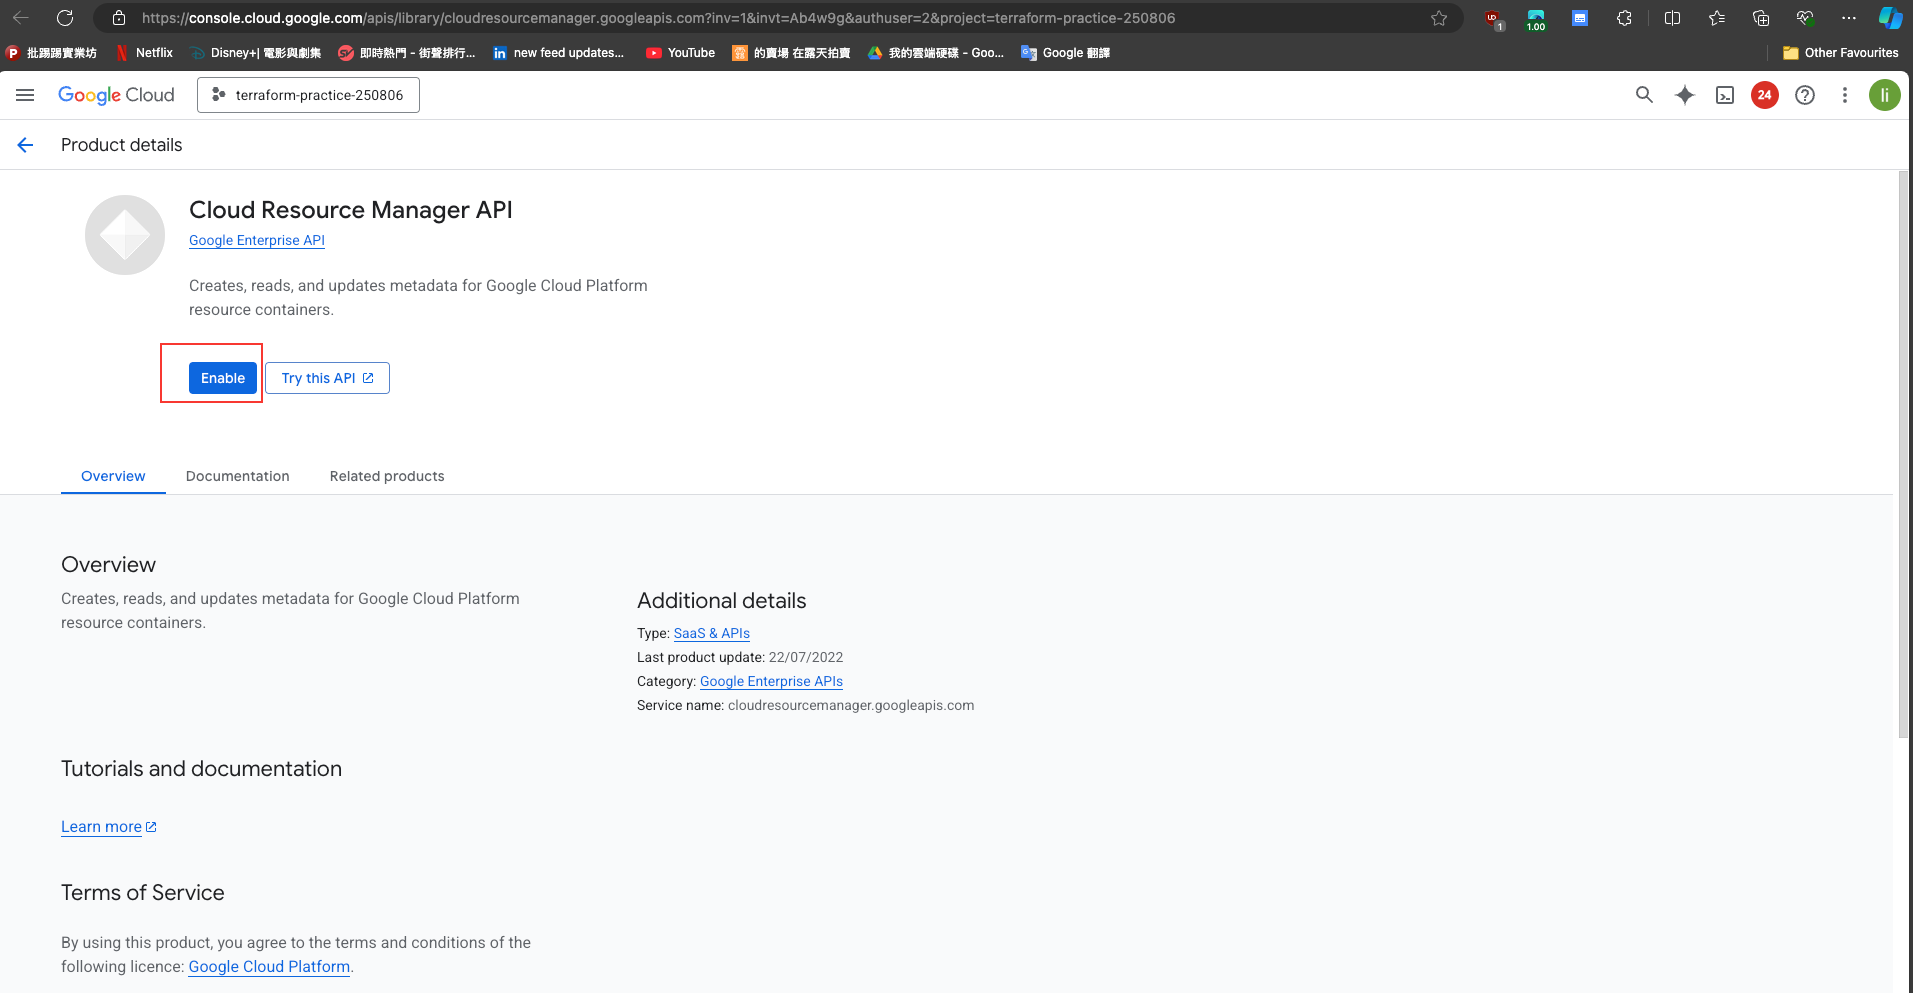 https://console.cloud.google.com/apis/library/cloudresourcemanager.googleapis.com?inv=1&invt=Ab4w9g&authuser=2&project=terraform-practice-250806
1
1.00
批踢踢實業坊
Netflix
Disney+| 電影與劇集
即時熱門 - 街聲排行...
new feed updates...
YouTube
的賣場 在露天拍賣
我的雲端硬碟 - Goo...
Google 翻譯
Other Favourites
Google Cloud
terraform-practice-250806
24
li
Product details
Cloud Resource Manager API
Google Enterprise API
Creates, reads, and updates metadata for Google Cloud Platform
resource containers.
Enable
Try this API
Overview
Documentation
Related products
Overview
Creates, reads, and updates metadata for Google Cloud Platform
resource containers.
Additional details
Type: SaaS & APIs
Last product update: 22/07/2022
Category: Google Enterprise APIs
Service name: cloudresourcemanager.googleapis.com
Tutorials and documentation
Learn more
Terms of Service
By using this product, you agree to the terms and conditions of the
following licence: Google Cloud Platform.